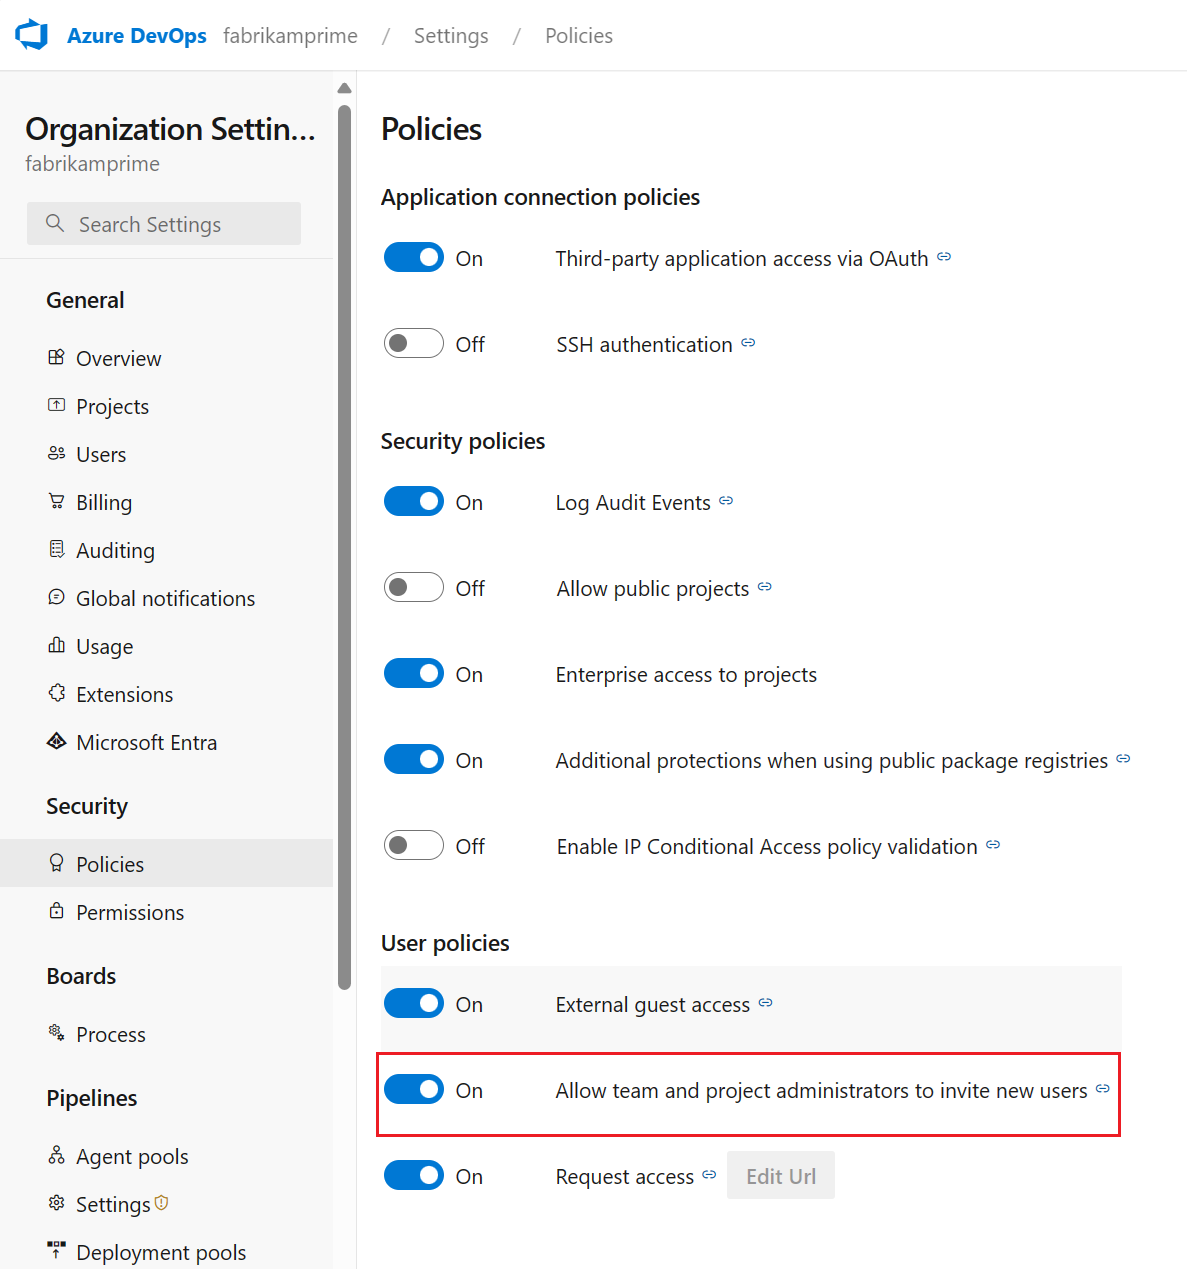 Azure DevOps fabrikamprime / Settings / Policies
Organization Settin...
fabrikamprime
Search Settings
General
Overview
Projects
Users
Billing
Auditing
Global notifications
Usage
Extensions
Microsoft Entra
Security
Policies
Permissions
Boards
Process
Pipelines
Agent pools
Settings
Deployment pools
Policies
Application connection policies
On Third-party application access via OAuth
Off SSH authentication
Security policies
On Log Audit Events
Off Allow public projects
On Enterprise access to projects
On Additional protections when using public package registries
Off Enable IP Conditional Access policy validation
User policies
On External guest access
On Allow team and project administrators to invite new users
On Request access Edit Url